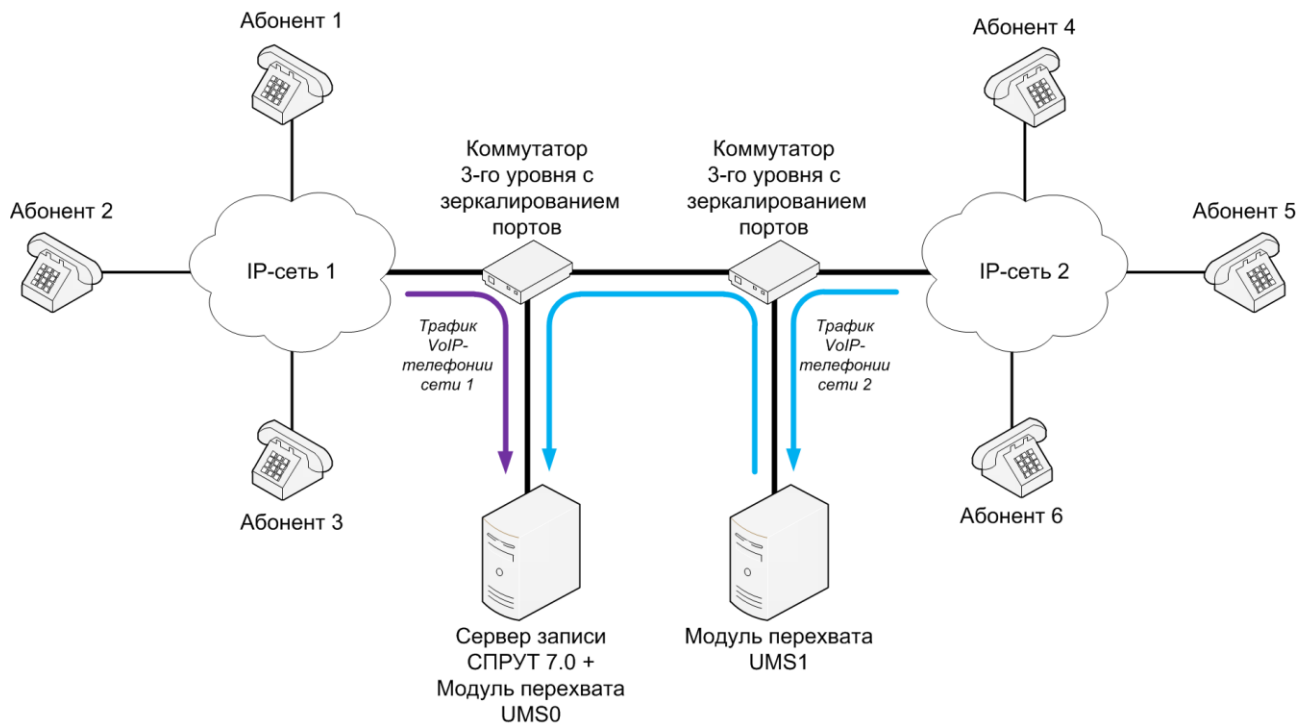 Абонент 1
Абонент 4
Коммутатор
3-го уровня с
зеркалированием
портов
Коммутатор
3-го уровня с
зеркалированием
портов
Абонент 2
Абонент 5
IP-сеть 1
IP-сеть 2
Трафик
VoIP-
телефонии
сети 1
Трафик
VoIP-
телефонии
сети 2
Абонент 3
Абонент 6
Сервер записи
СПРУТ 7.0 +
Модуль перехвата
UMS0
Модуль перехвата
UMS1